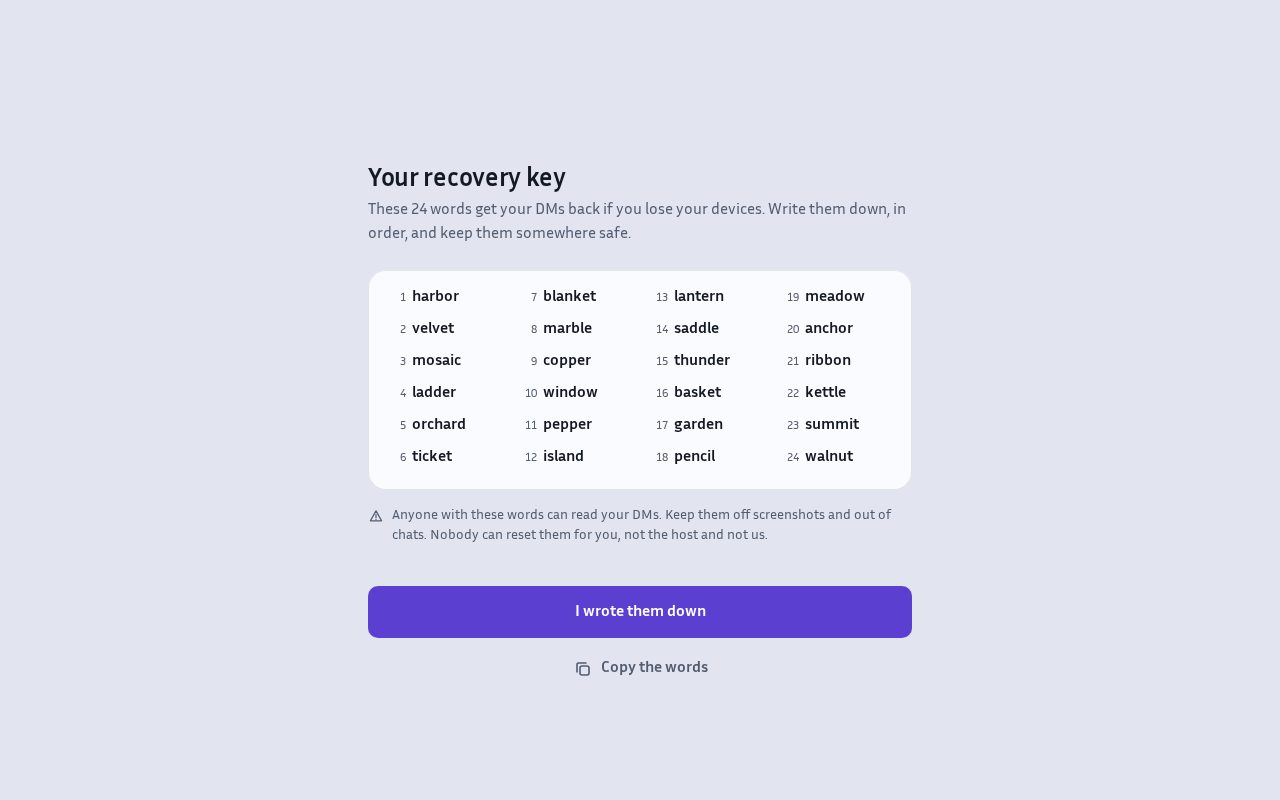 Your recovery key
These 24 words get your DMs back if you lose your devices. Write them down, in
order, and keep them somewhere safe.
1 harbor
2 velvet
3 mosaic
4 ladder
5 orchard
6 ticket
7 blanket
8 marble
9 copper
10 window
11 pepper
12 island
13 lantern
14 saddle
15 thunder
16 basket
17 garden
18 pencil
19 meadow
20 anchor
21 ribbon
22 kettle
23 summit
24 walnut
Anyone with these words can read your DMs. Keep them off screenshots and out of
chats. Nobody can reset them for you, not the host and not us.
I wrote them down
Copy the words